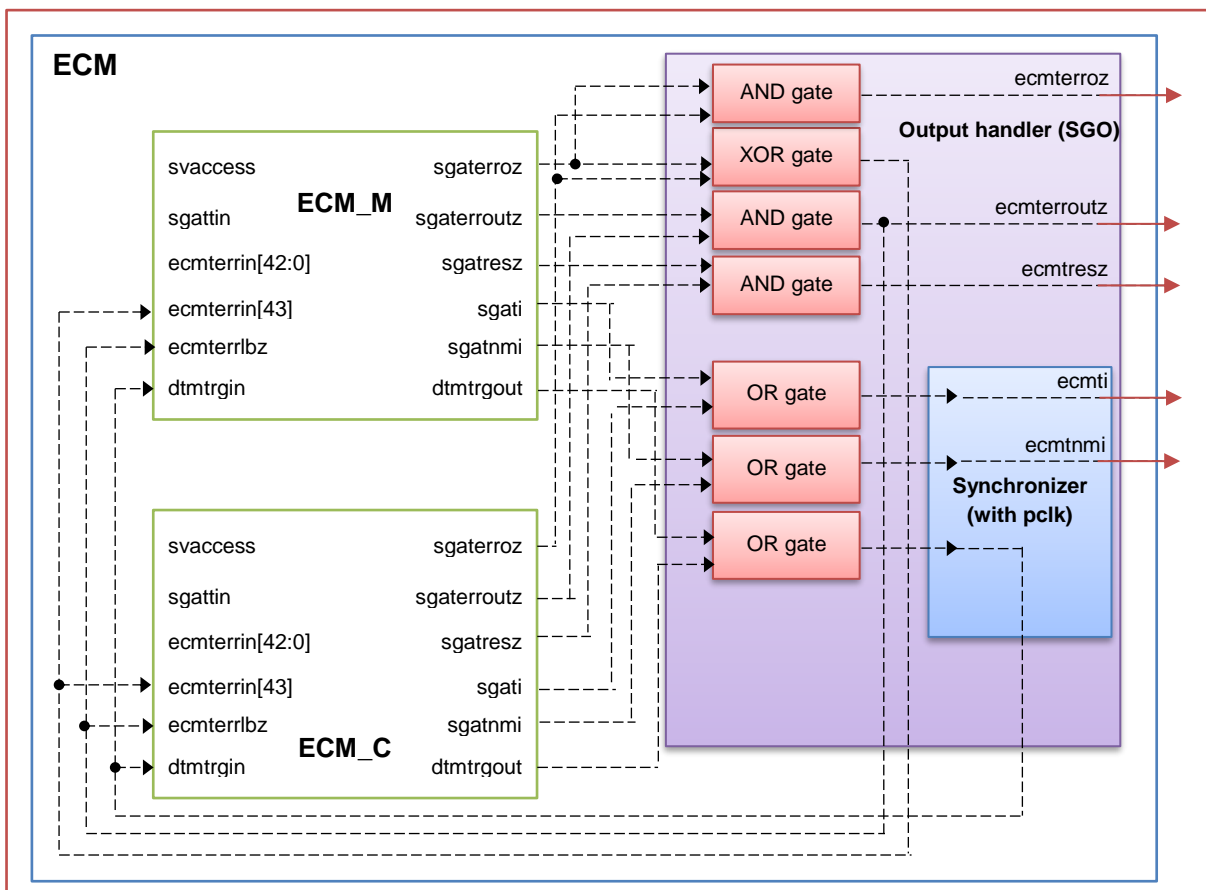 ECM
ECM_M
svaccess
sgattin
ecmterrin[42:0]
ecmterrin[43]
ecmterrlbz
dtmtrgin
sgaterroz
sgaterroutz
sgatresz
sgati
sgatnmi
dtmtrgout
ECM_C
svaccess
sgattin
ecmterrin[42:0]
ecmterrin[43]
ecmterrlbz
dtmtrgin
sgaterroz
sgaterroutz
sgatresz
sgati
sgatnmi
dtmtrgout
AND gate
XOR gate
AND gate
AND gate
OR gate
OR gate
OR gate
Output handler (SGO)
Synchronizer
(with pclk)
ecmterroz
ecmterroutz
ecmtresz
ecmti
ecmtnmi